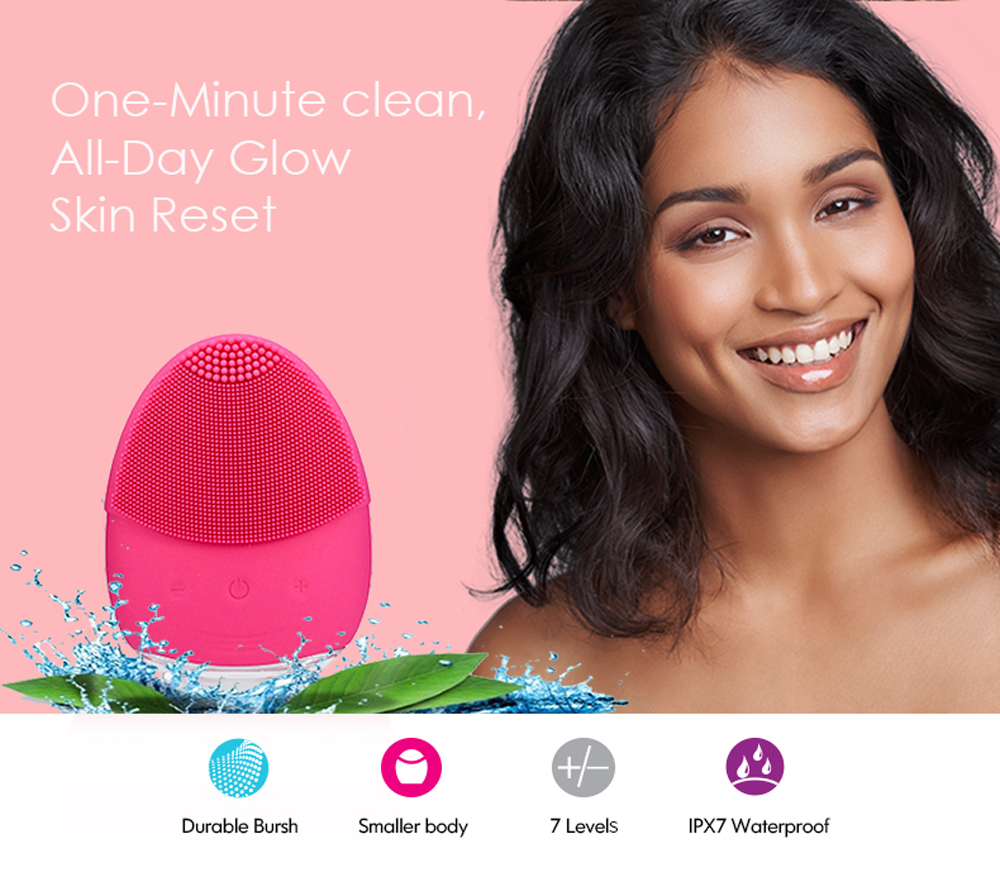 One-Minute clean,
All-Day Glow
Skin Reset
Durable Bursh
Smaller body
7 Levels
IPX7 Waterproof